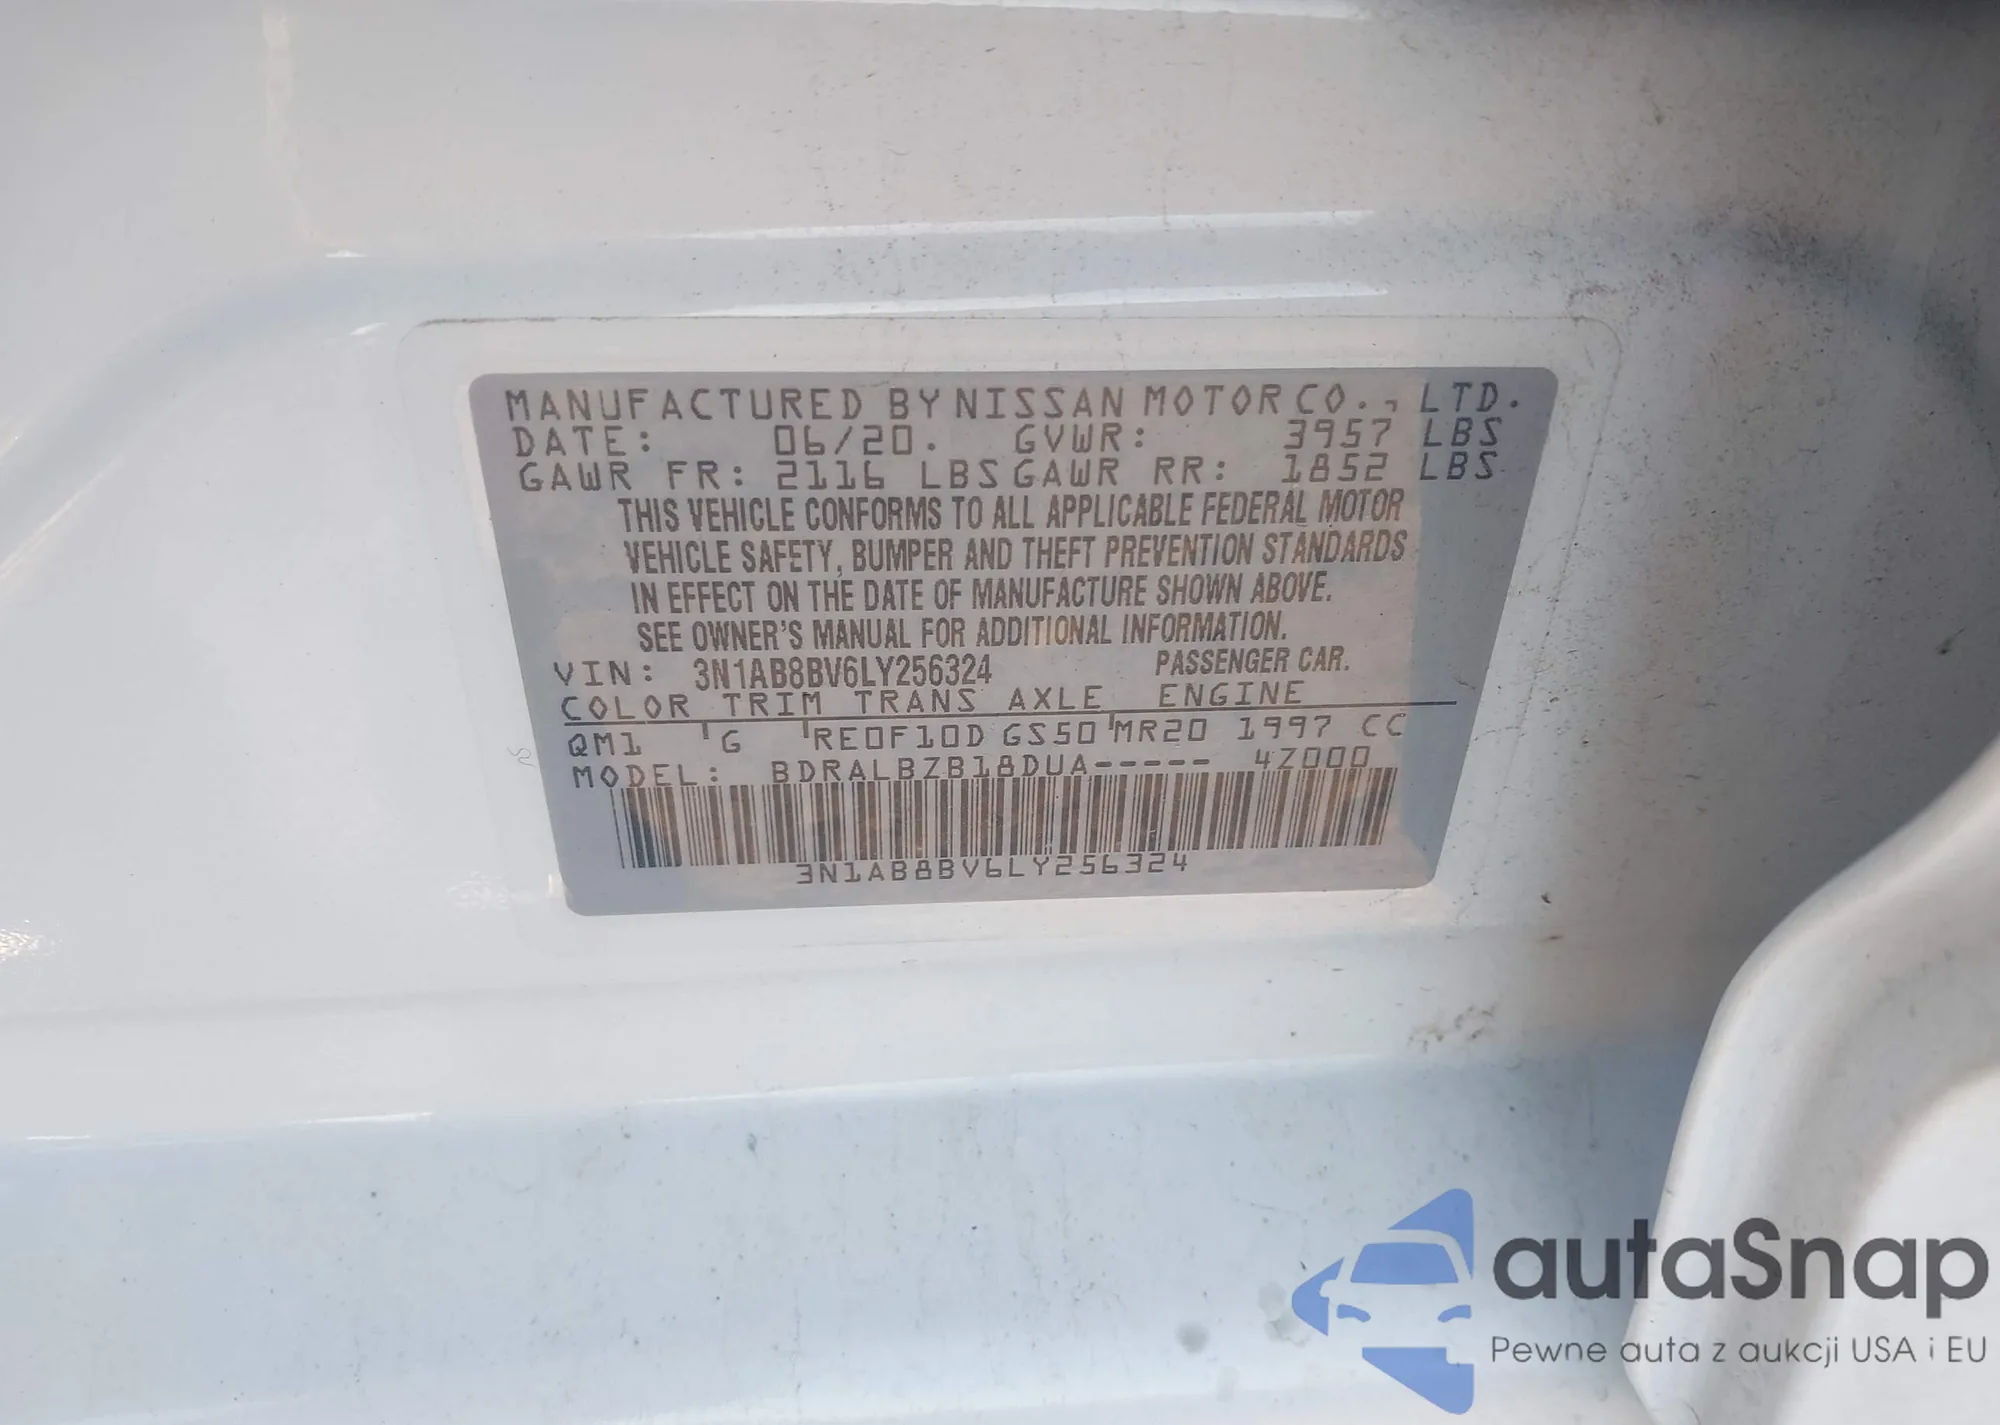 MANUFACTURED BY NISSAN MOTOR CO., LTD.
DATE: 06/20. GVWR: 3957 LBS
GAWR FR: 2116 LBS GAWR RR: 1852 LBS
THIS VEHICLE CONFORMS TO ALL APPLICABLE FEDERAL MOTOR
VEHICLE SAFETY, BUMPER AND THEFT PREVENTION STANDARDS
IN EFFECT ON THE DATE OF MANUFACTURE SHOWN ABOVE.
SEE OWNER'S MANUAL FOR ADDITIONAL INFORMATION.
VIN: 3N1AB8BV6LY256324 PASSENGER CAR.
COLOR TRIM TRANS AXLE ENGINE
QM1 G RE0F10D GS50 MR20 1997 CC
MODEL: BDRALBZB18DUA----- 4Z000
3N1AB8BV6LY256324
autaSnap
Pewne auta z aukcji USA i EU